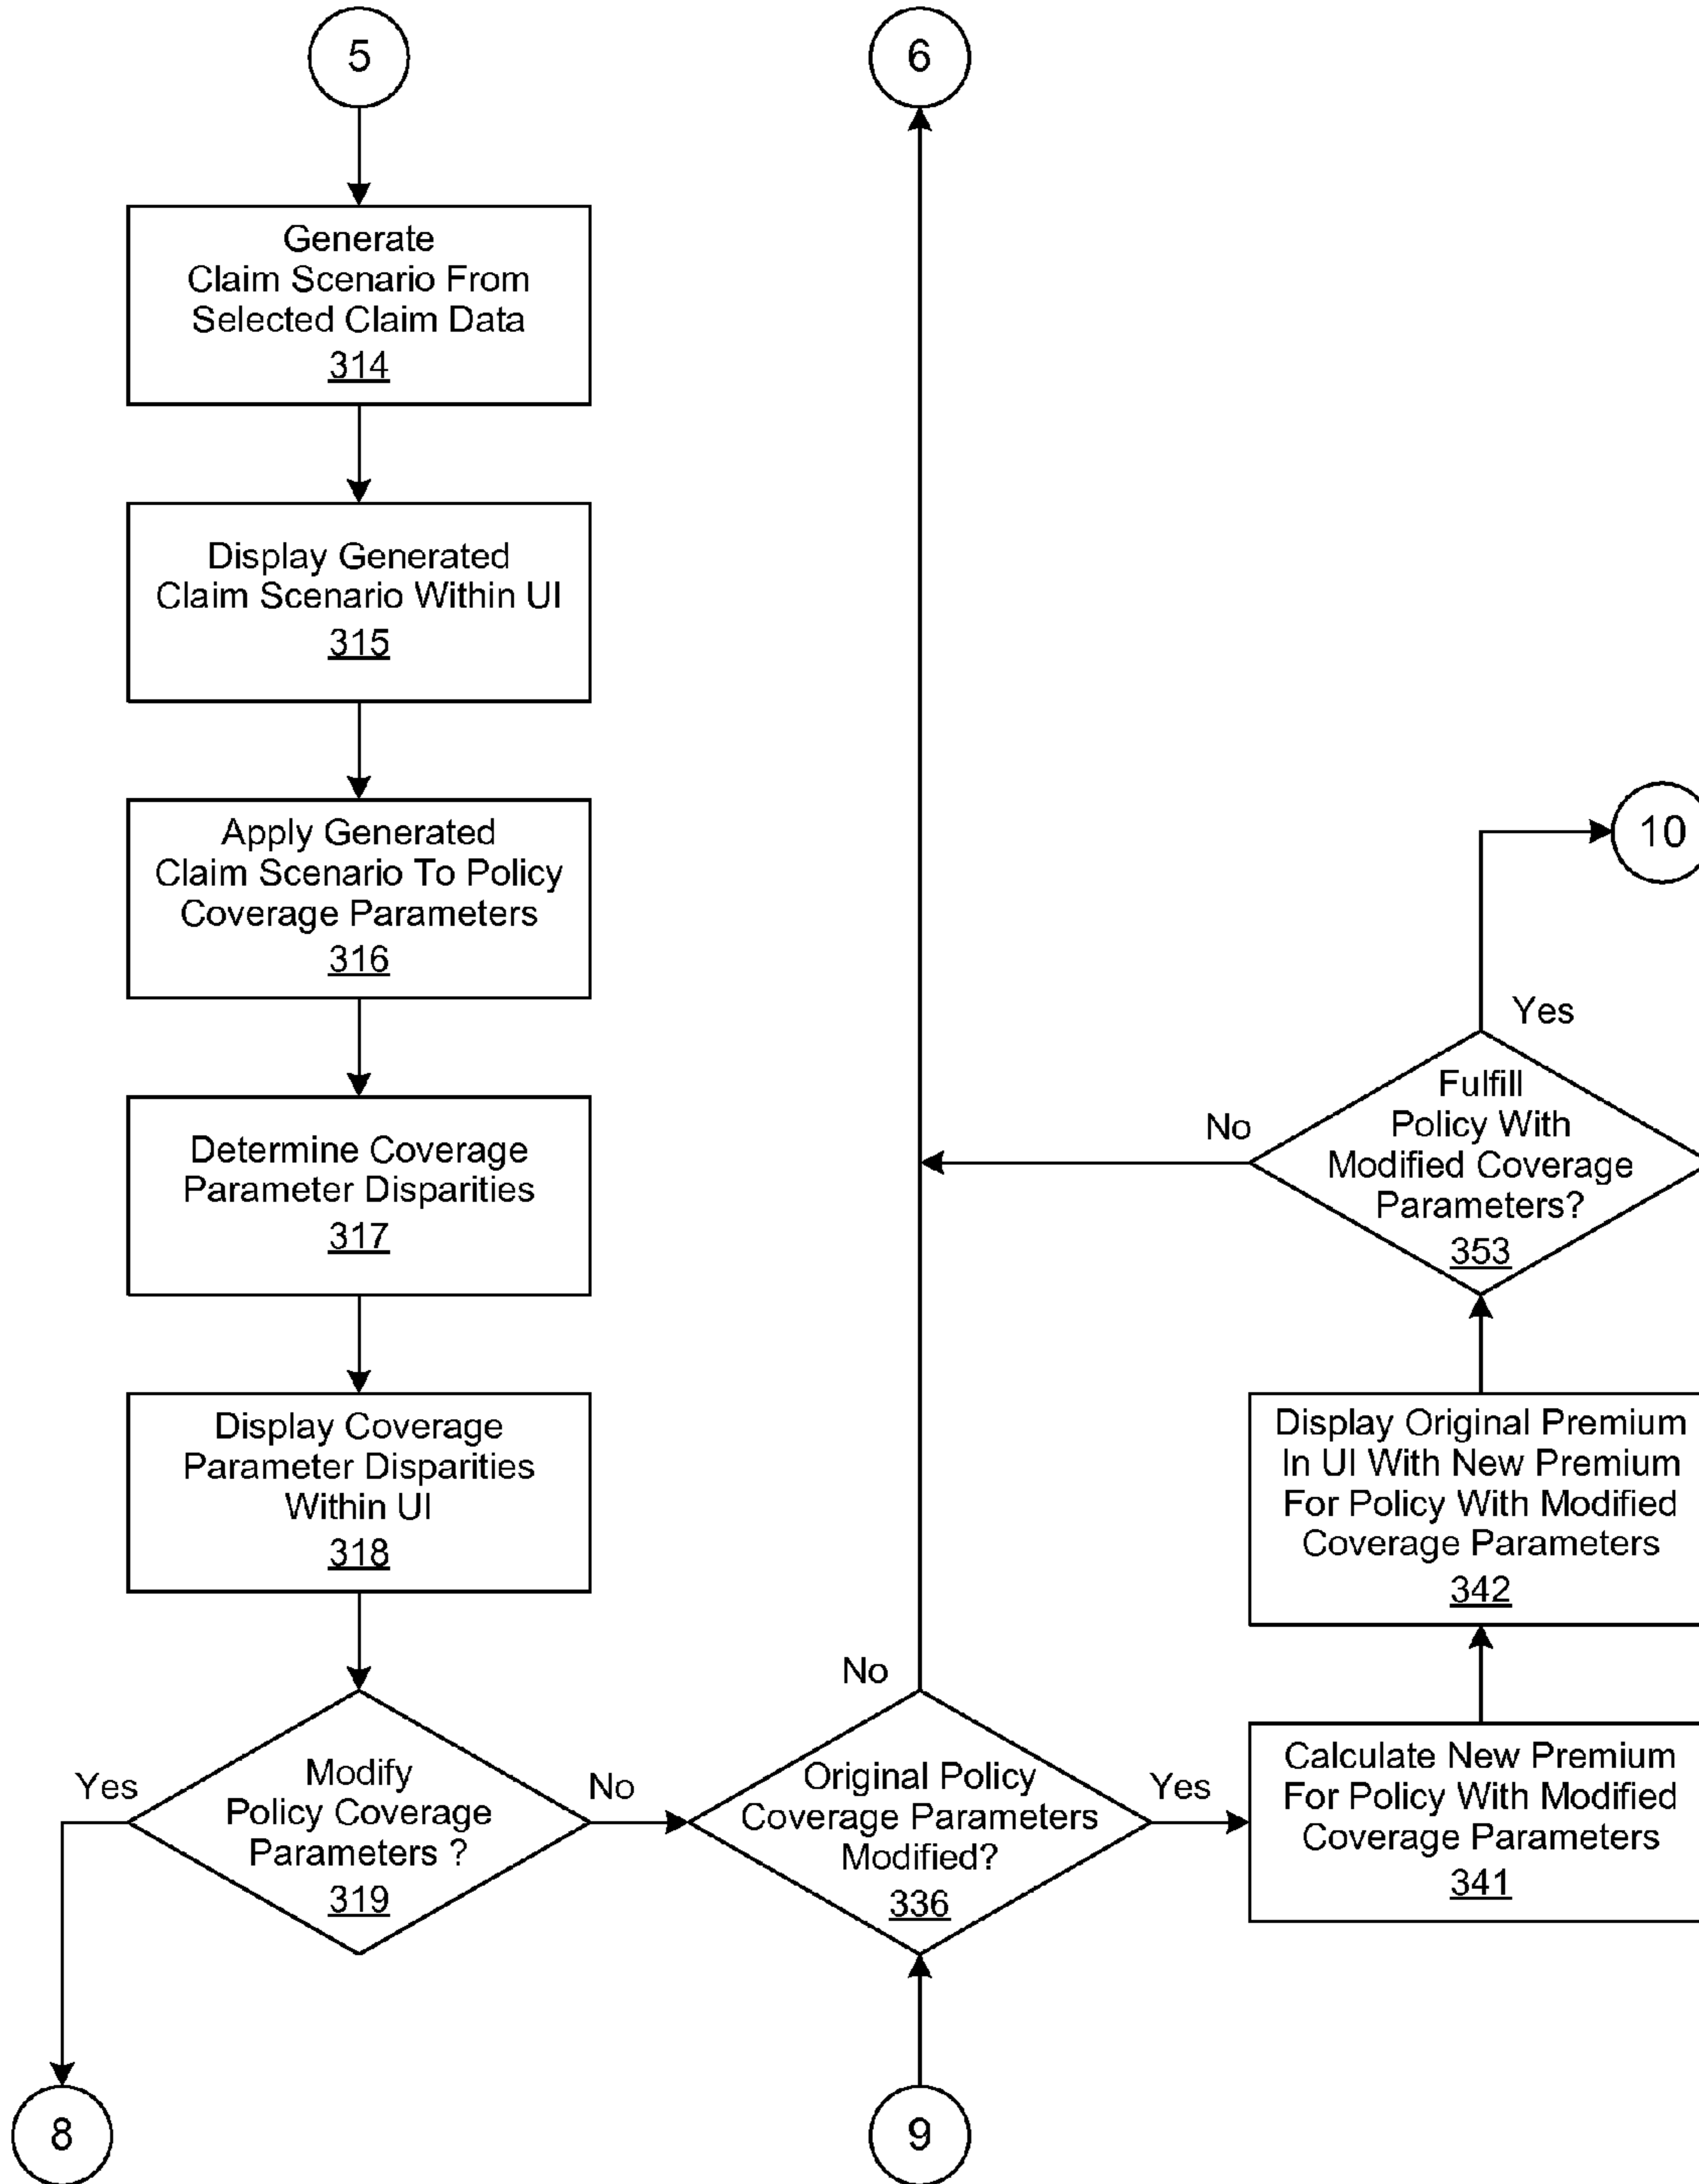 5
6
Generate
Claim Scenario From
Selected Claim Data
314
Display Generated
Claim Scenario Within UI
315
Apply Generated
Claim Scenario To Policy
Coverage Parameters
316
10
Yes
Fulfill
Policy With
Modified Coverage
Parameters?
353
No
Determine Coverage
Parameter Disparities
317
Display Coverage
Parameter Disparities
Within UI
318
Display Original Premium
In UI With New Premium
For Policy With Modified
Coverage Parameters
342
Yes
Modify
Policy Coverage
Parameters ?
319
No
No
Original Policy
Coverage Parameters
Modified?
336
Yes
Calculate New Premium
For Policy With Modified
Coverage Parameters
341
8
9